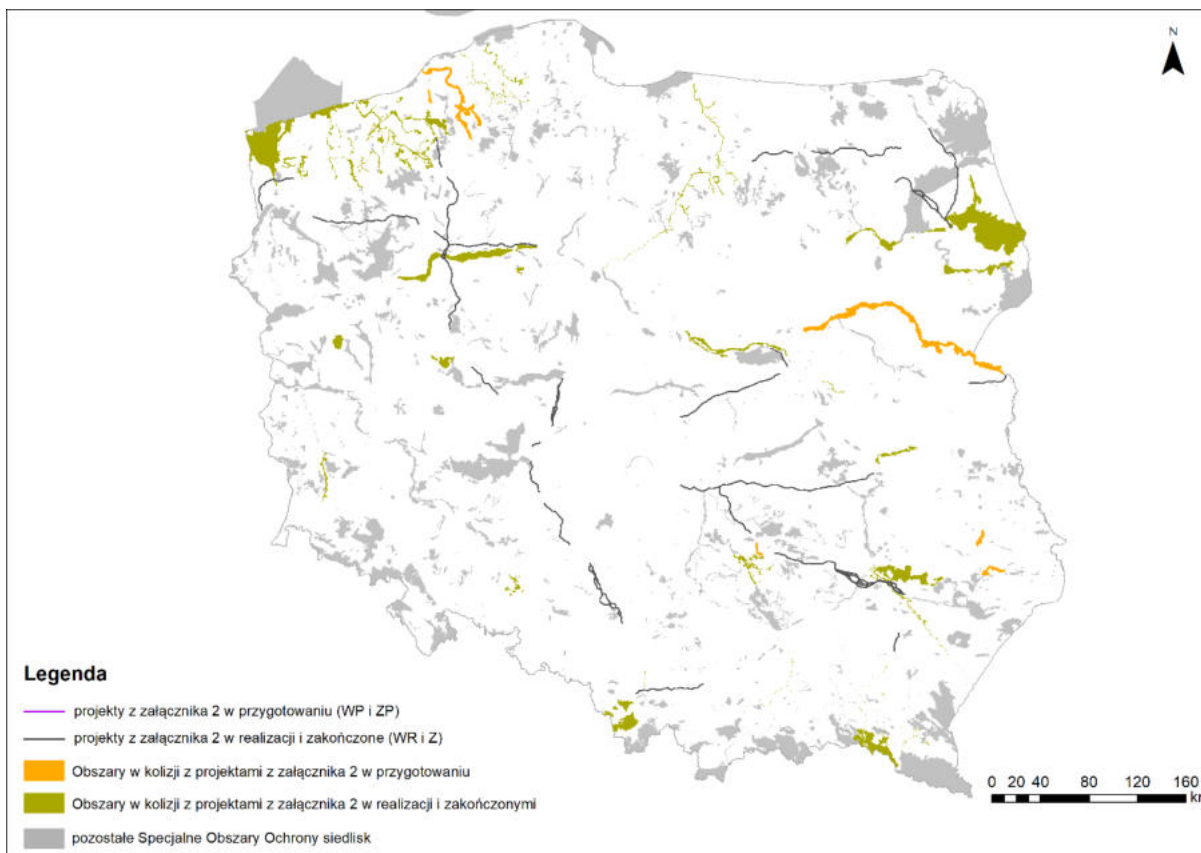 N
Legenda
projekty z załącznika 2 w przygotowaniu (WP i ZP)
projekty z załącznika 2 w realizacji i zakończone (WR i Z)
Obszary w kolizji z projektami z załącznika 2 w przygotowaniu
Obszary w kolizji z projektami z załącznika 2 w realizacji i zakończonymi
pozostałe Specjalne Obszary Ochrony siedlisk
0 20 40 80 120 160
km